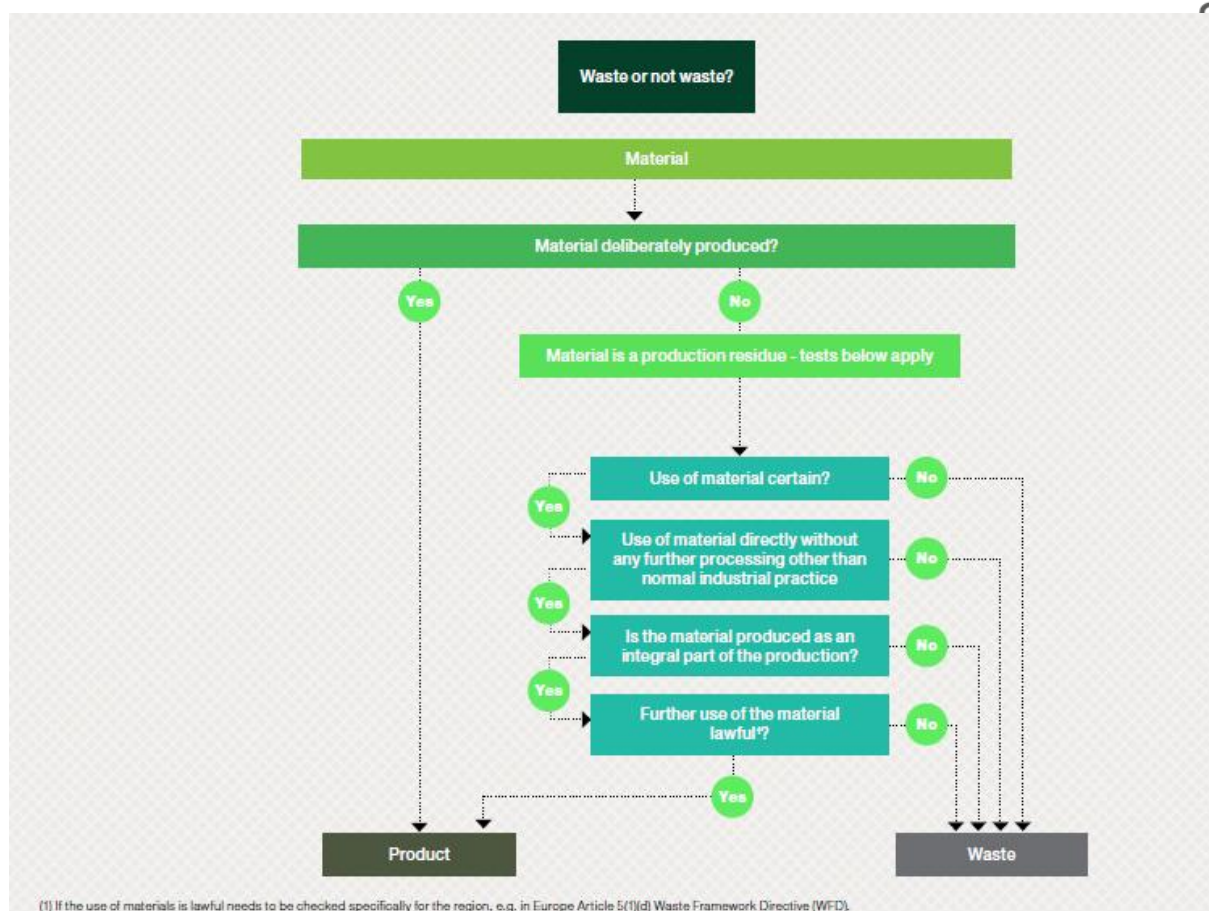 Waste or not waste?
Material
Material deliberately produced?
Yes
No
Material is a production residue - tests below apply
Use of material certain?
No
Yes
Use of material directly without
any further processing other than
normal industrial practice
No
Yes
Is the material produced as an
integral part of the production?
No
Yes
Further use of the material
lawful¹?
No
Yes
Product
Waste
(1) If the use of materials is lawful needs to be checked specifically for the region, e.g. in Europe Article 5(1)(d) Waste Framework Directive (WFD).